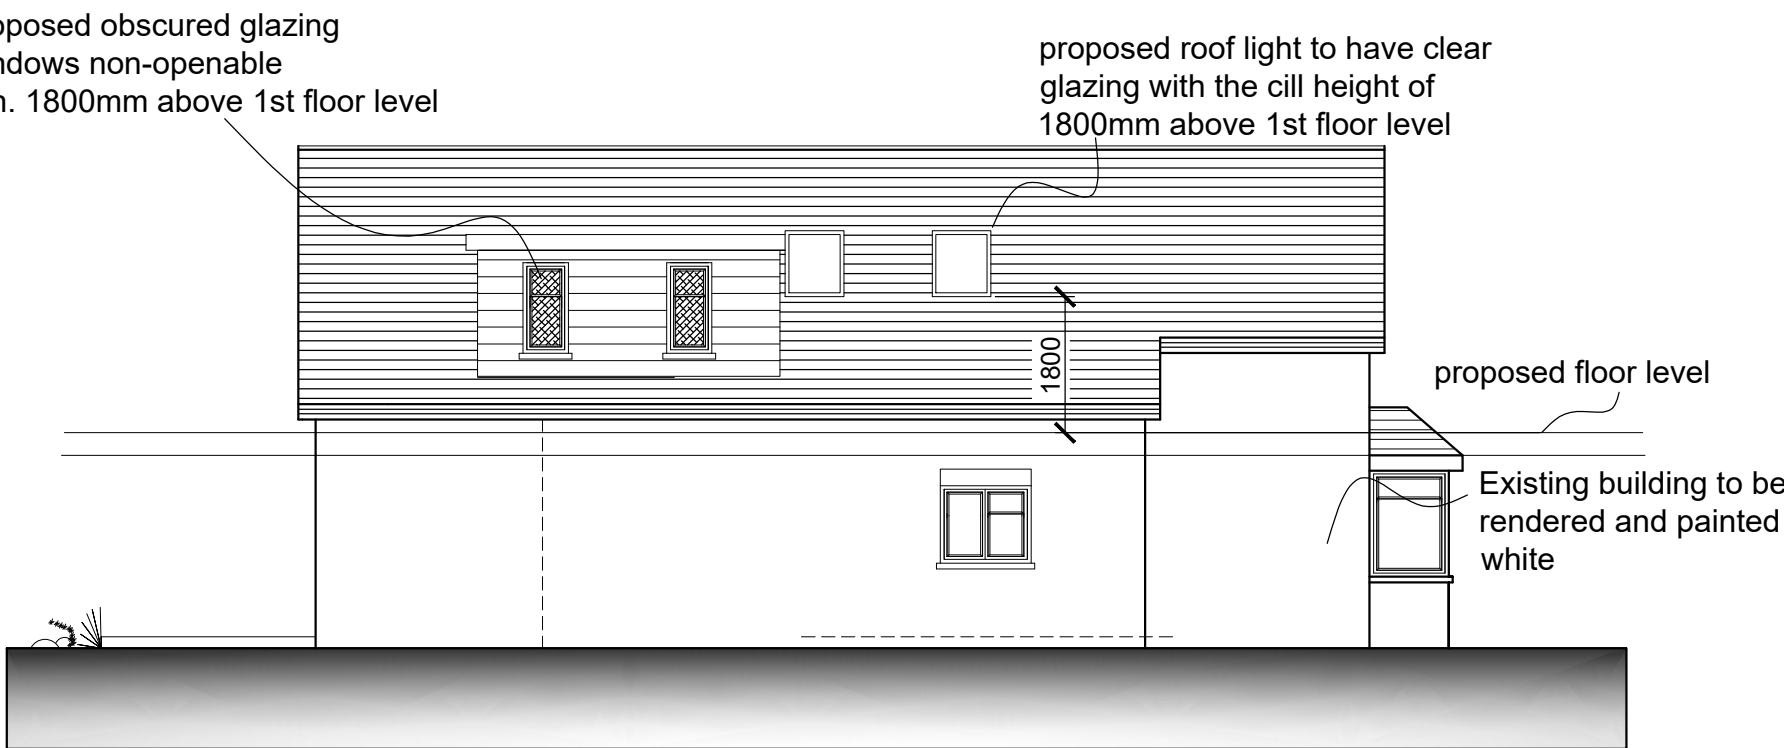 posed obscured glazing
ndows non-openable
. 1800mm above 1st floor level
proposed roof light to have clear
glazing with the cill height of
1800mm above 1st floor level
1800
proposed floor level
Existing building to be
rendered and painted
white